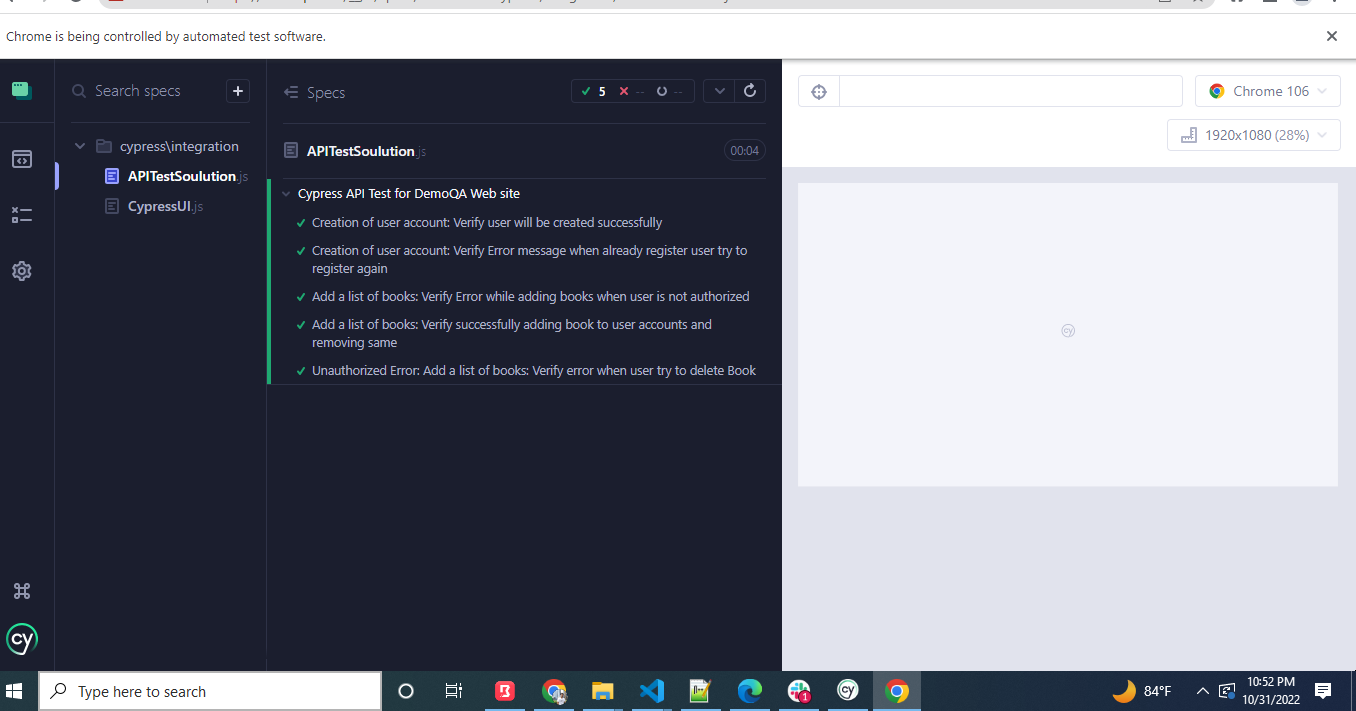 Chrome is being controlled by automated test software.
Search specs
+
cypress\integration
APITestSoulution.js
CypressUI.js
cy
Specs
5 -- --
APITestSoulution.js
00:04
Cypress API Test for DemoQA Web site
Creation of user account: Verify user will be created successfully
Creation of user account: Verify Error message when already register user try to
register again
Add a list of books: Verify Error while adding books when user is not authorized
Add a list of books: Verify successfully adding book to user accounts and
removing same
Unauthorized Error: Add a list of books: Verify error when user try to delete Book
Chrome 106
1920x1080 (28%)
cy
Type here to search
cy
1
84°F
10:52 PM
10/31/2022